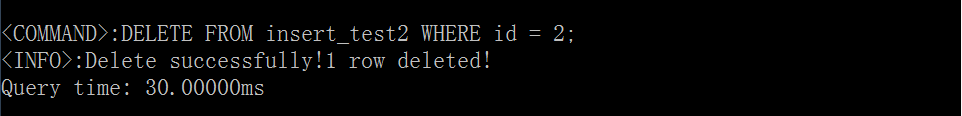 <COMMAND>:DELETE FROM insert_test2 WHERE id = 2;
<INFO>:Delete successfully!1 row deleted!
Query time: 30.00000ms